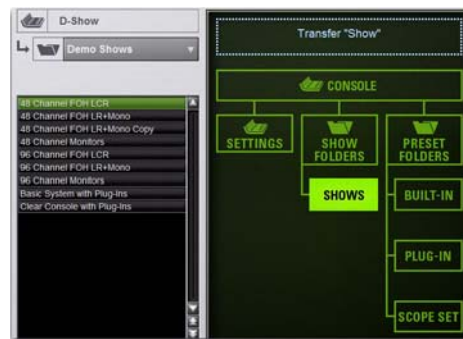 D-Show
Demo Shows
48 Channel FOH LCR
48 Channel FOH LR+Mono
48 Channel FOH LR+Mono Copy
48 Channel Monitors
96 Channel FOH LCR
96 Channel FOH LR+Mono
96 Channel Monitors
Basic System with Plug-Ins
Clear Console with Plug-Ins
Transfer "Show"
CONSOLE
SETTINGS
SHOW
FOLDERS
PRESET
FOLDERS
SHOWS
BUILT-IN
PLUG-IN
SCOPE SET